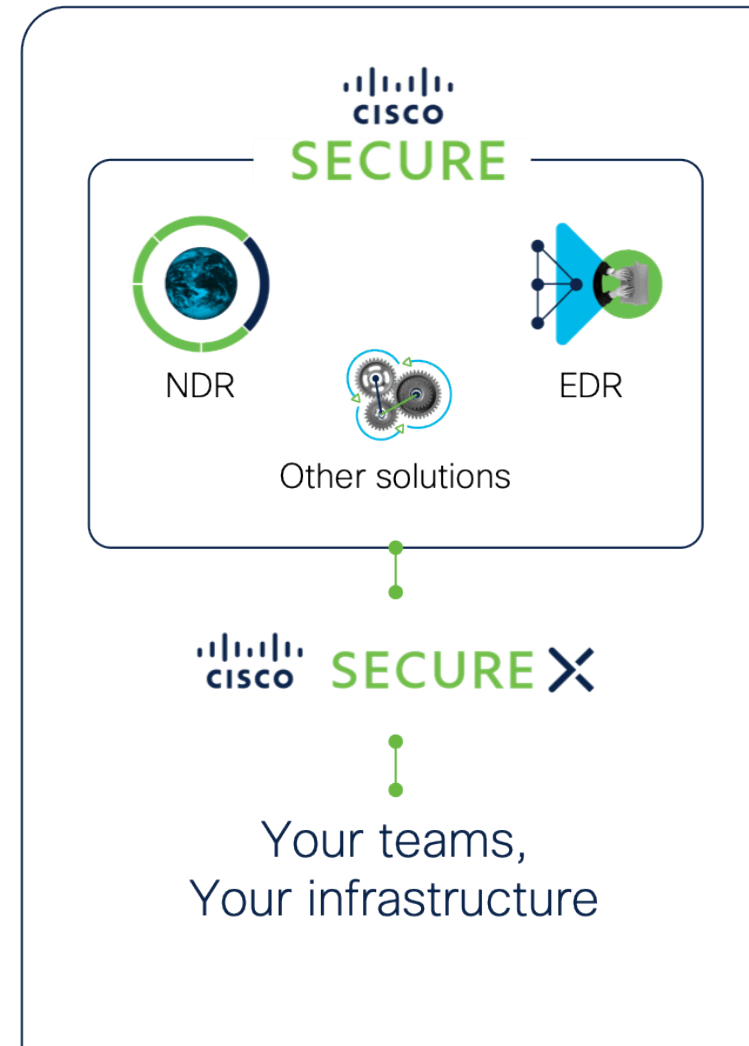 CISCO
SECURE
NDR
EDR
Other solutions
CISCO SECURE X
Your teams,
Your infrastructure